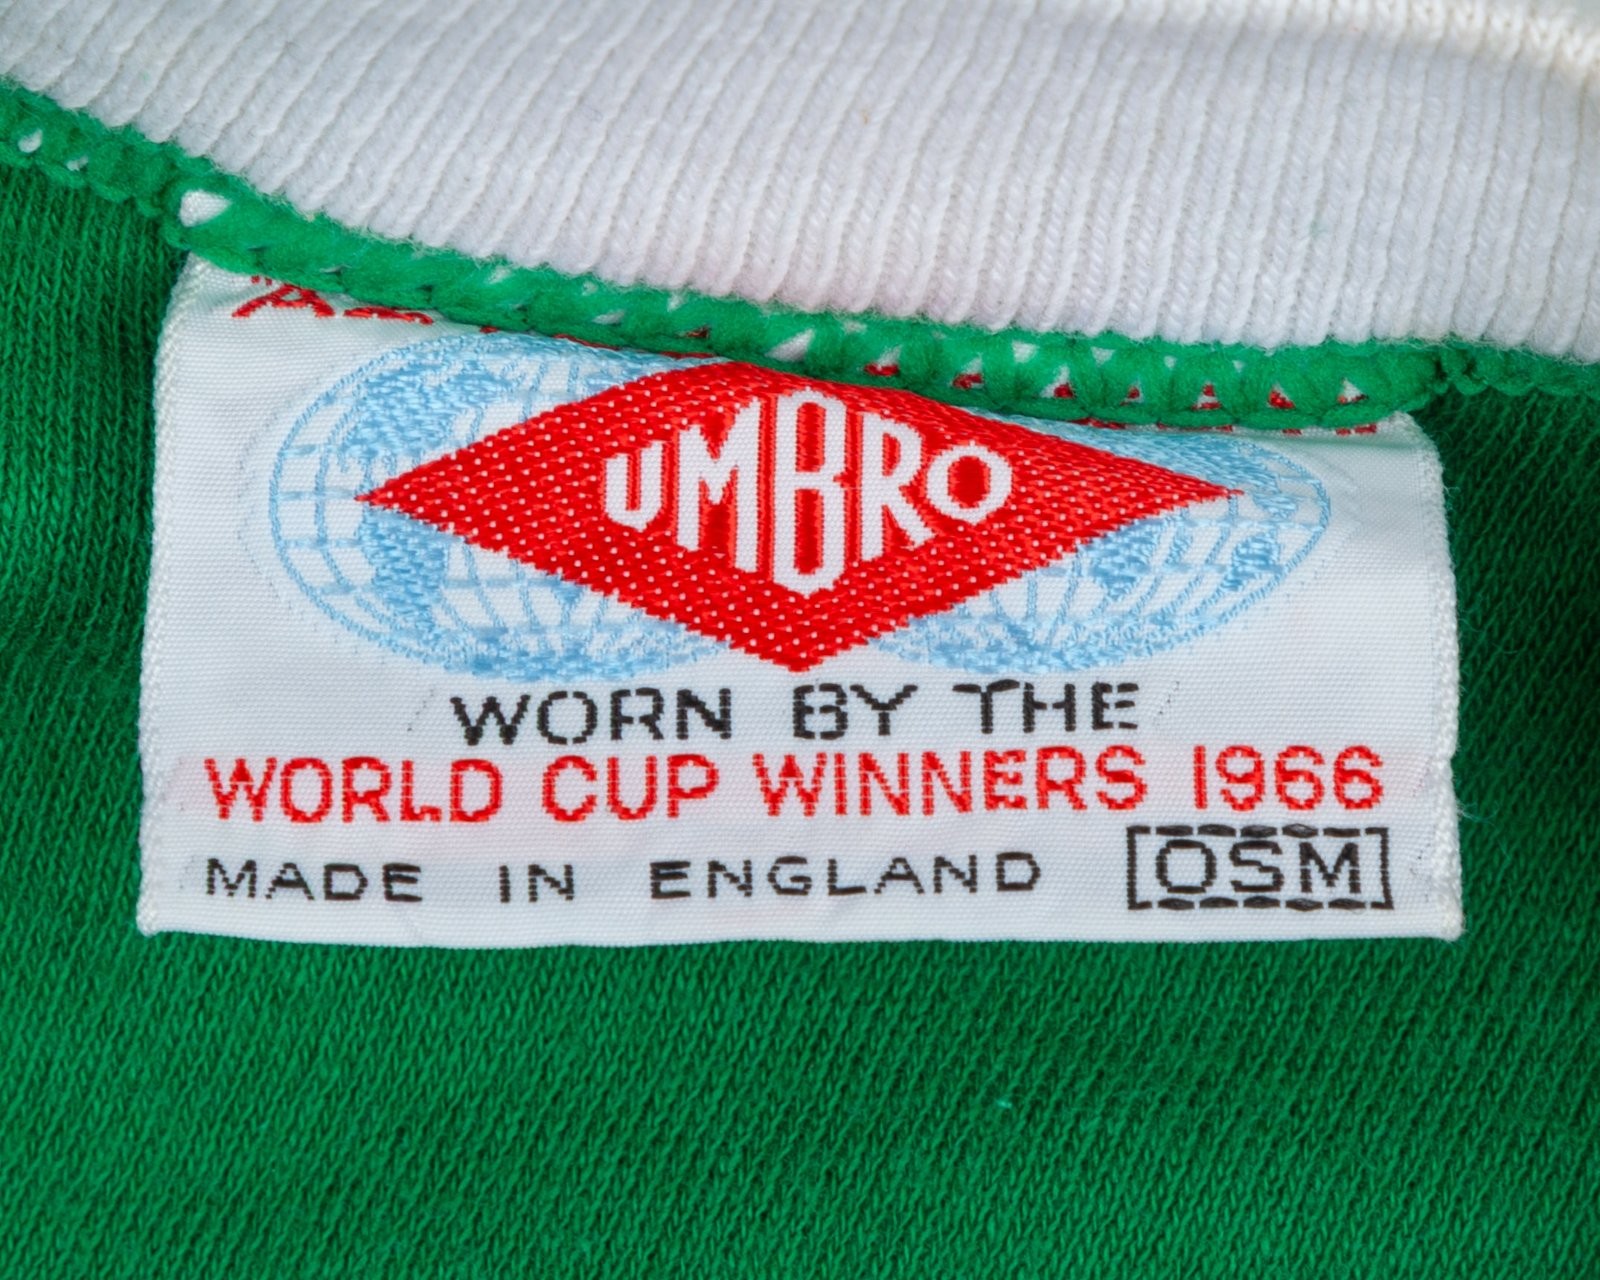 UMBRO
WORN BY THE
WORLD CUP WINNERS 1966
MADE IN ENGLAND OSM